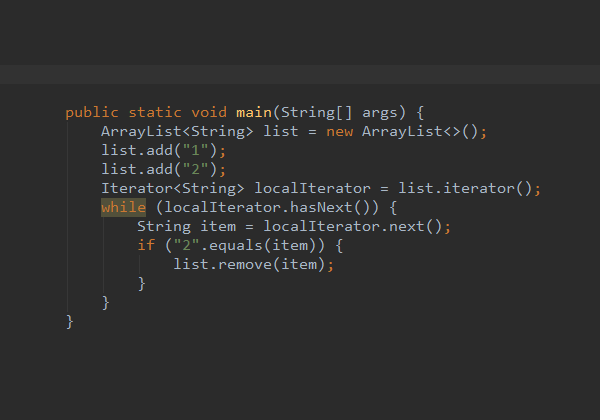 public static void main(String[] args) {
    ArrayList<String> list = new ArrayList<>();
    list.add("1");
    list.add("2");
    Iterator<String> localIterator = list.iterator();
    while (localIterator.hasNext()) {
        String item = localIterator.next();
        if ("2".equals(item)) {
            list.remove(item);
        }
    }
}